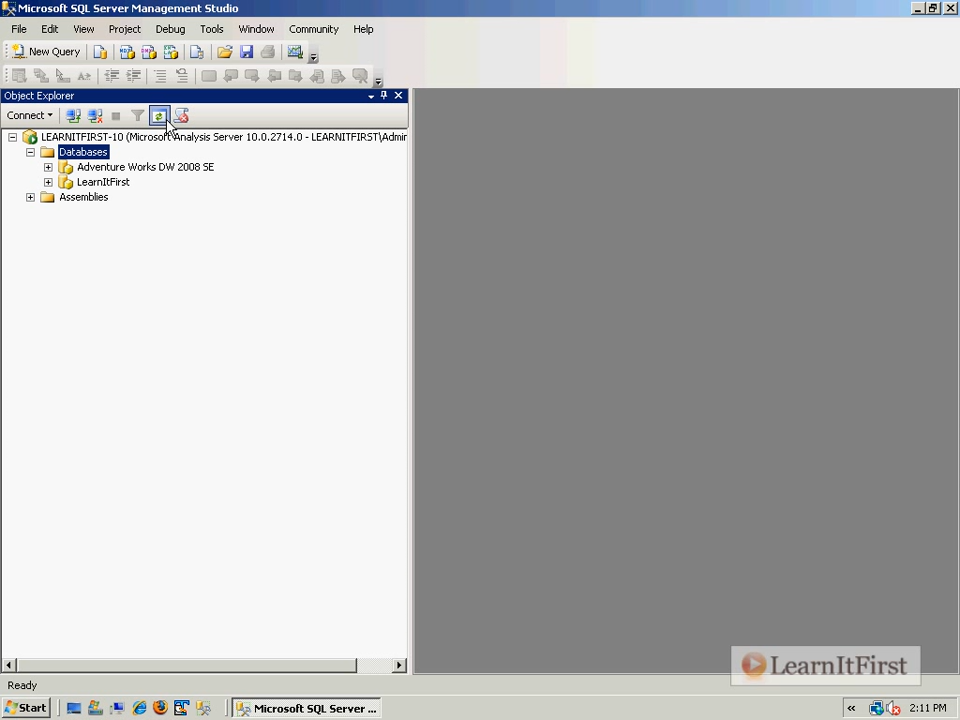 Microsoft SQL Server Management Studio
File Edit View Project Debug Tools Window Community Help
New Query
Object Explorer
Connect
LEARNITFIRST-10 (Microsoft Analysis Server 10.0.2714.0 - LEARNITFIRST\Admir
Databases
Adventure Works DW 2008 SE
LearnItFirst
Assemblies
LearnItFirst
Ready
Start
Microsoft SQL Server ...
« 2:11 PM